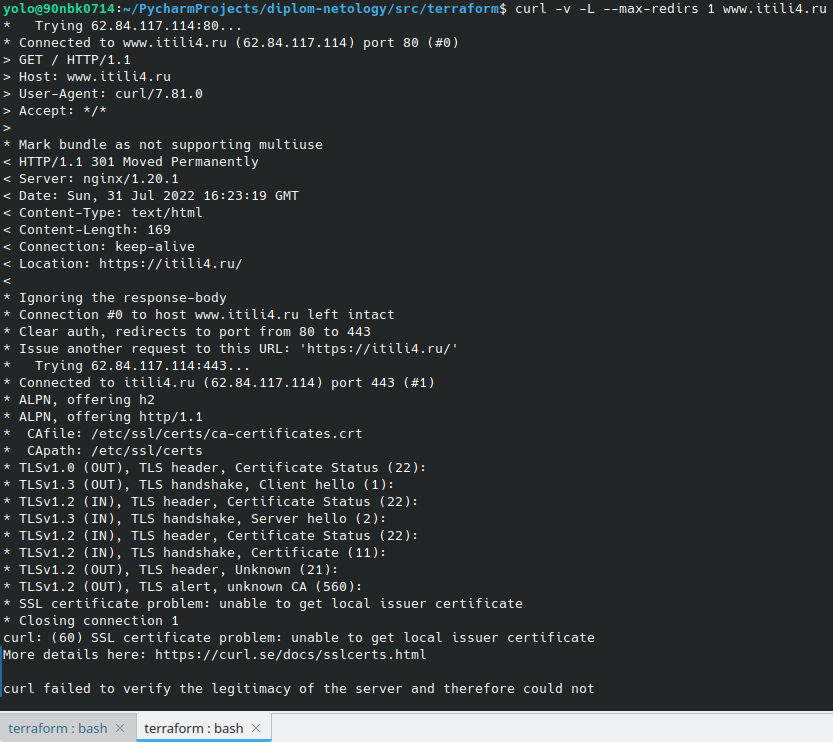 yolo@90nbk0714:~/PycharmProjects/diplom-netology/src/terraform$ curl -v -L --max-redirs 1 www.itili4.ru
*   Trying 62.84.117.114:80...
* Connected to www.itili4.ru (62.84.117.114) port 80 (#0)
> GET / HTTP/1.1
> Host: www.itili4.ru
> User-Agent: curl/7.81.0
> Accept: */*
>
* Mark bundle as not supporting multiuse
< HTTP/1.1 301 Moved Permanently
< Server: nginx/1.20.1
< Date: Sun, 31 Jul 2022 16:23:19 GMT
< Content-Type: text/html
< Content-Length: 169
< Connection: keep-alive
< Location: https://itili4.ru/
<
* Ignoring the response-body
* Connection #0 to host www.itili4.ru left intact
* Clear auth, redirects to port from 80 to 443
* Issue another request to this URL: 'https://itili4.ru/'
*   Trying 62.84.117.114:443...
* Connected to itili4.ru (62.84.117.114) port 443 (#1)
* ALPN, offering h2
* ALPN, offering http/1.1
*  CAfile: /etc/ssl/certs/ca-certificates.crt
*  CApath: /etc/ssl/certs
* TLSv1.0 (OUT), TLS header, Certificate Status (22):
* TLSv1.3 (OUT), TLS handshake, Client hello (1):
* TLSv1.2 (IN), TLS header, Certificate Status (22):
* TLSv1.3 (IN), TLS handshake, Server hello (2):
* TLSv1.2 (IN), TLS header, Certificate Status (22):
* TLSv1.2 (IN), TLS handshake, Certificate (11):
* TLSv1.2 (OUT), TLS header, Unknown (21):
* TLSv1.2 (OUT), TLS alert, unknown CA (560):
* SSL certificate problem: unable to get local issuer certificate
* Closing connection 1
curl: (60) SSL certificate problem: unable to get local issuer certificate
More details here: https://curl.se/docs/sslcerts.html
curl failed to verify the legitimacy of the server and therefore could not
terraform : bash × terraform : bash ×